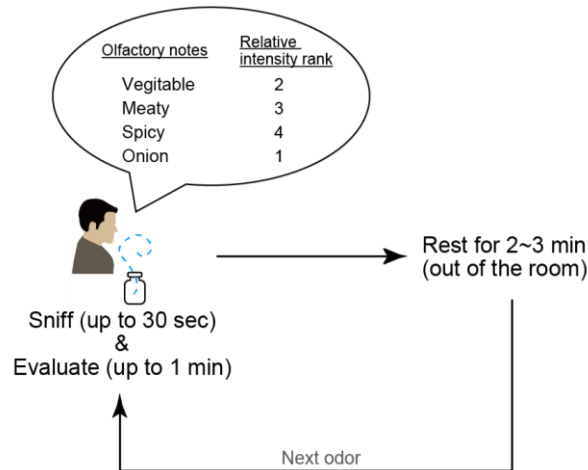 Olfactory notes Relative intensity rank
Vegitable 2
Meaty 3
Spicy 4
Onion 1
Sniff (up to 30 sec)
&
Evaluate (up to 1 min)
Rest for 2~3 min
(out of the room)
Next odor